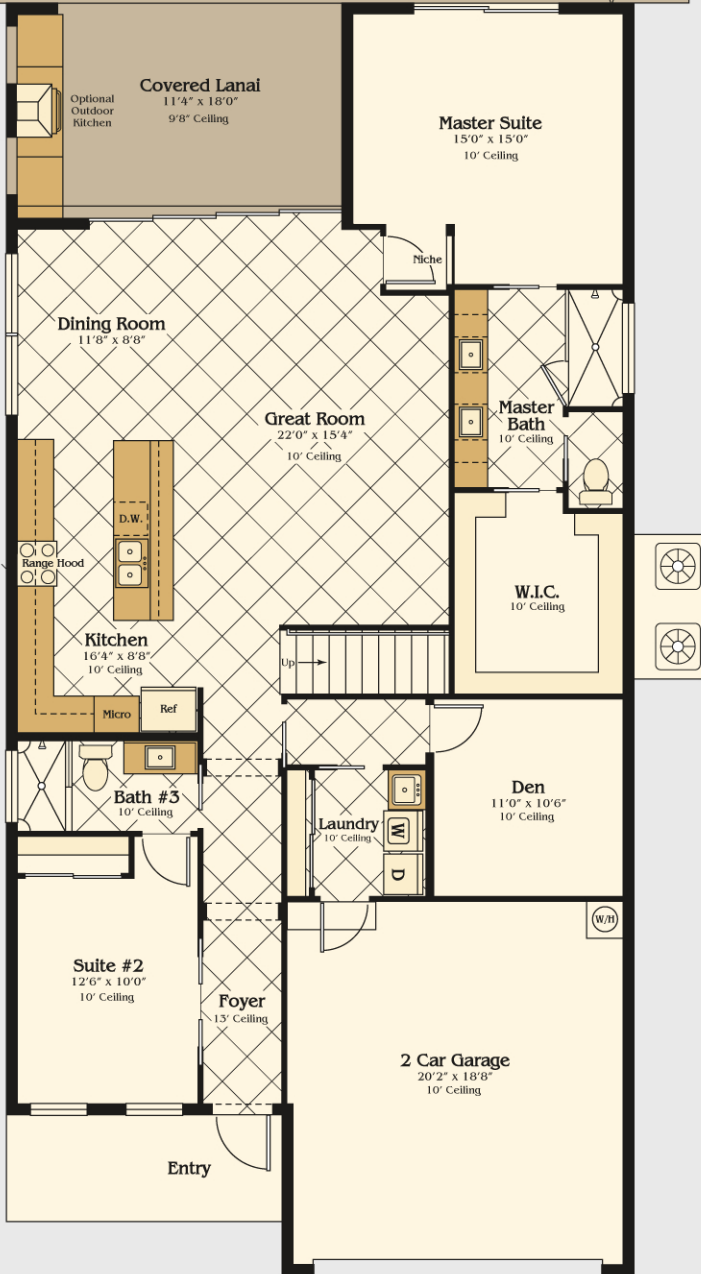 Covered Lanai
11'4" x 18'0"
9'8" Ceiling
Optional
Outdoor
Kitchen
Master Suite
15'0" x 15'0"
10' Ceiling
Niche
Dining Room
11'8" x 8'8"
Great Room
22'0" x 15'4"
10' Ceiling
Master
Bath
10' Ceiling
D.W.
Range Hood
W.I.C.
10' Ceiling
Kitchen
16'4" x 8'8"
10' Ceiling
Up
Micro
Ref
Bath #3
10' Ceiling
Laundry
10' Ceiling
W
D
Den
11'0" x 10'6"
10' Ceiling
W/H
Suite #2
12'6" x 10'0"
10' Ceiling
Foyer
13' Ceiling
2 Car Garage
20'2" x 18'8"
10' Ceiling
Entry